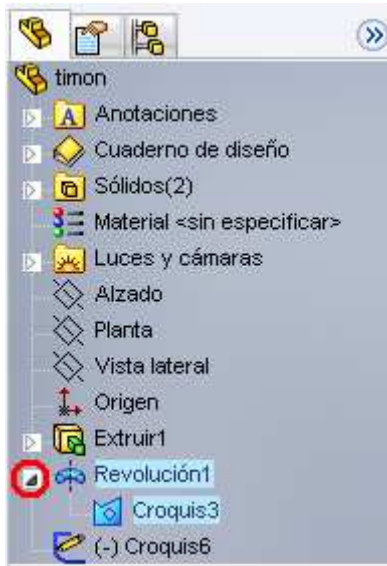 timon
Anotaciones
Cuaderno de diseño
Sólidos(2)
Material <sin especificar>
Luces y cámaras
Alzado
Planta
Vista lateral
Origen
Extruir1
Revolución1
Croquis3
(-) Croquis6